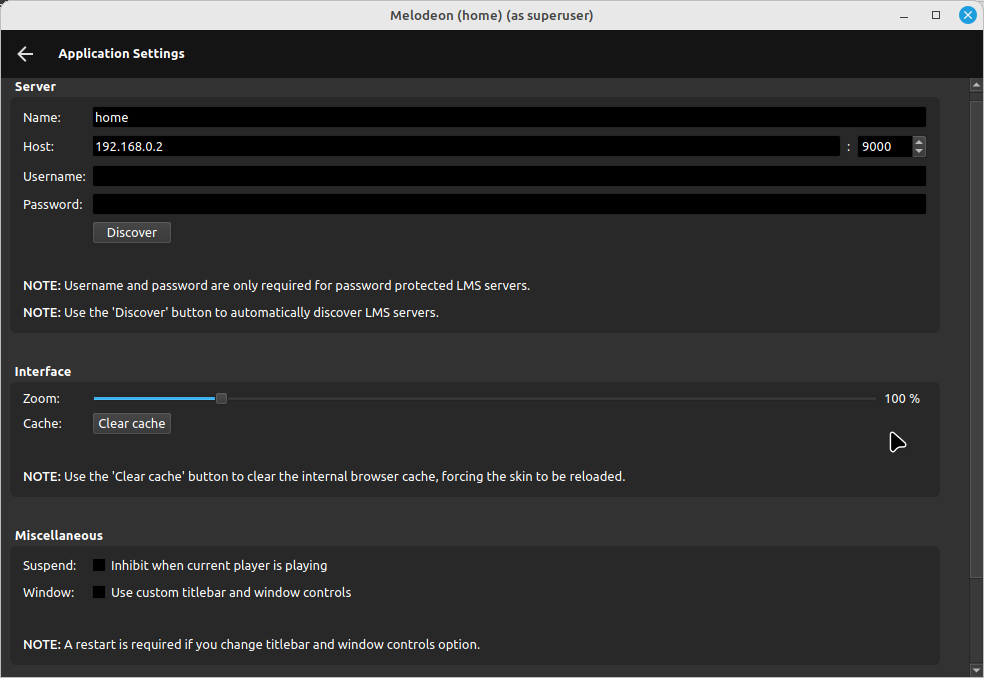 Melodeon (home) (as superuser)
Application Settings
Server
Name: home
Host: 192.168.0.2 : 9000
Username:
Password:
Discover
NOTE: Username and password are only required for password protected LMS servers.
NOTE: Use the 'Discover' button to automatically discover LMS servers.
Interface
Zoom: 100 %
Cache: Clear cache
NOTE: Use the 'Clear cache' button to clear the internal browser cache, forcing the skin to be reloaded.
Miscellaneous
Suspend: Inhibit when current player is playing
Window: Use custom titlebar and window controls
NOTE: A restart is required if you change titlebar and window controls option.